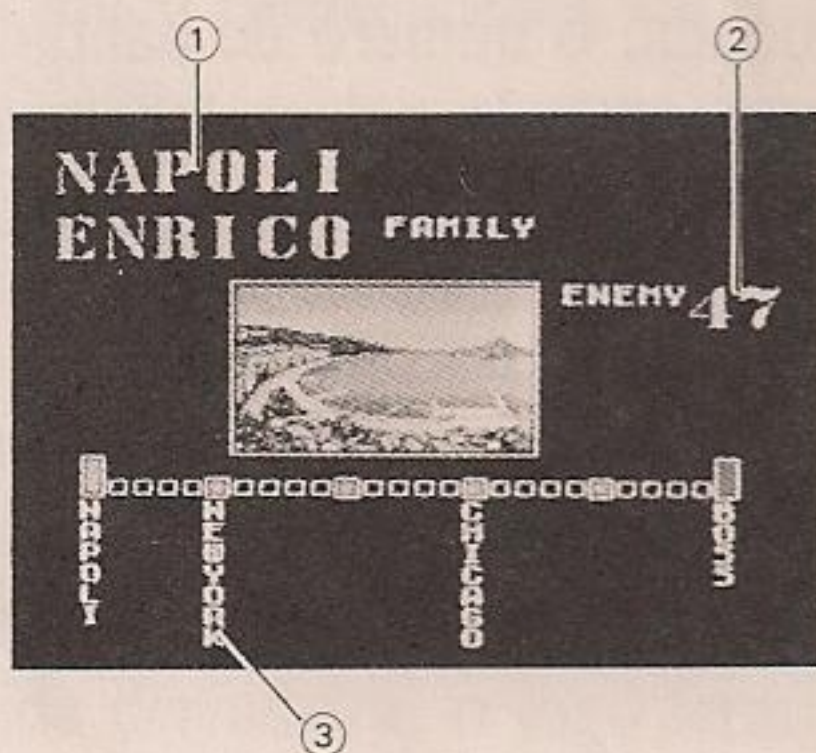 ① ②
NAPOLI
ENRICO FAMILY
ENEMY 47
NAPOLI
NEWYORK
CHICAGO
BOSS
③